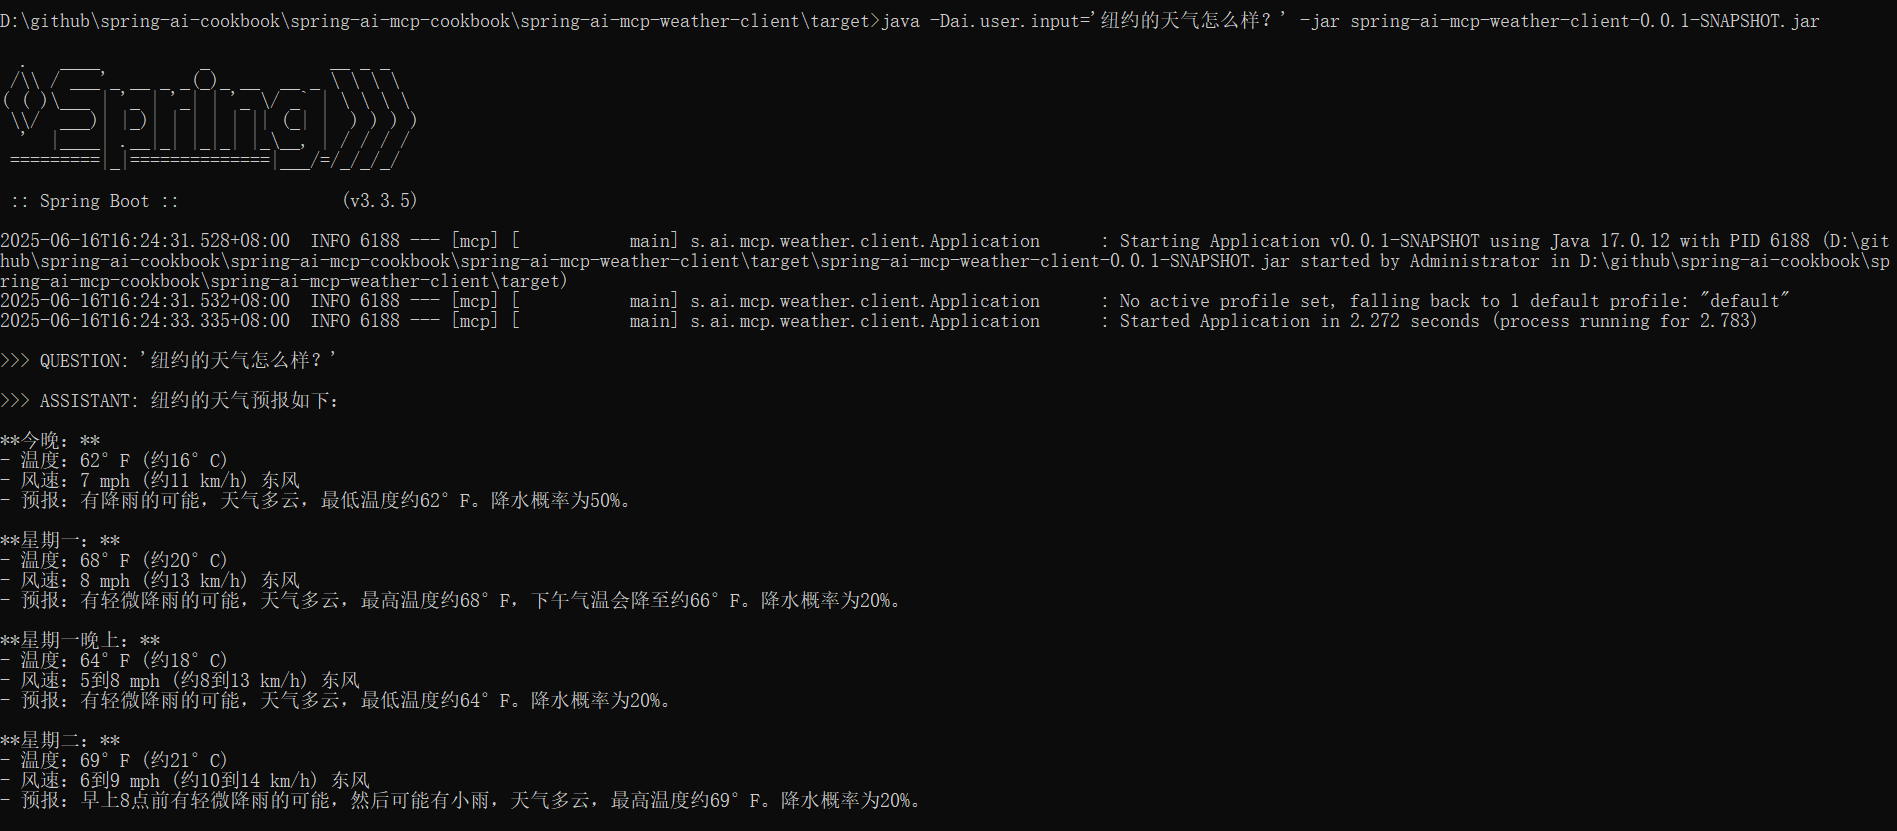 D:\github\spring-ai-cookbook\spring-ai-mcp-cookbook\spring-ai-mcp-weather-client\target>java -Dai.user.input='纽约的天气怎么样？' -jar spring-ai-mcp-weather-client-0.0.1-SNAPSHOT.jar
  .   ____          _            __ _ _
 /\\ / ___'_ __ _ _(_)_ __  __ _ \ \ \ \
( ( )\___ | '_ | '_| | '_ \/ _` | \ \ \ \
 \\/  ___)| |_)| | | | | || (_| |  ) ) ) )
  '  |____| .__|_| |_|_| |_\__, | / / / /
 =========|_|==============|___/=/_/_/_/
 :: Spring Boot ::                (v3.3.5)
2025-06-16T16:24:31.528+08:00  INFO 6188 --- [mcp] [           main] s.ai.mcp.weather.client.Application      : Starting Application v0.0.1-SNAPSHOT using Java 17.0.12 with PID 6188 (D:\git
hub\spring-ai-cookbook\spring-ai-mcp-cookbook\spring-ai-mcp-weather-client\target\spring-ai-mcp-weather-client-0.0.1-SNAPSHOT.jar started by Administrator in D:\github\spring-ai-cookbook\sp
ring-ai-mcp-cookbook\spring-ai-mcp-weather-client\target)
2025-06-16T16:24:31.532+08:00  INFO 6188 --- [mcp] [           main] s.ai.mcp.weather.client.Application      : No active profile set, falling back to 1 default profile: "default"
2025-06-16T16:24:33.335+08:00  INFO 6188 --- [mcp] [           main] s.ai.mcp.weather.client.Application      : Started Application in 2.272 seconds (process running for 2.783)
>>> QUESTION: '纽约的天气怎么样？'
>>> ASSISTANT: 纽约的天气预报如下：
**今晚：**
- 温度：62°F (约16°C)
- 风速：7 mph (约11 km/h) 东风
- 预报：有降雨的可能，天气多云，最低温度约62°F。降水概率为50%。
**星期一：**
- 温度：68°F (约20°C)
- 风速：8 mph (约13 km/h) 东风
- 预报：有轻微降雨的可能，天气多云，最高温度约68°F，下午气温会降至约66°F。降水概率为20%。
**星期一晚上：**
- 温度：64°F (约18°C)
- 风速：5到8 mph (约8到13 km/h) 东风
- 预报：有轻微降雨的可能，天气多云，最低温度约64°F。降水概率为20%。
**星期二：**
- 温度：69°F (约21°C)
- 风速：6到9 mph (约10到14 km/h) 东风
- 预报：早上8点前有轻微降雨的可能，然后可能有小雨，天气多云，最高温度约69°F。降水概率为20%。